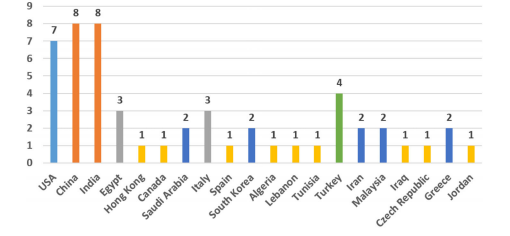 9
8
7
6
5
4
3
2
1
0
7
8
8
3
1
1
2
3
1
2
1
1
1
4
2
2
1
1
2
1
USA
China
India
Egypt
Hong Kong
Canada
Saudi Arabia
Italy
Spain
South Korea
Algeria
Lebanon
Tunisia
Turkey
Iran
Malaysia
Iraq
Czech Republic
Greece
Jordan